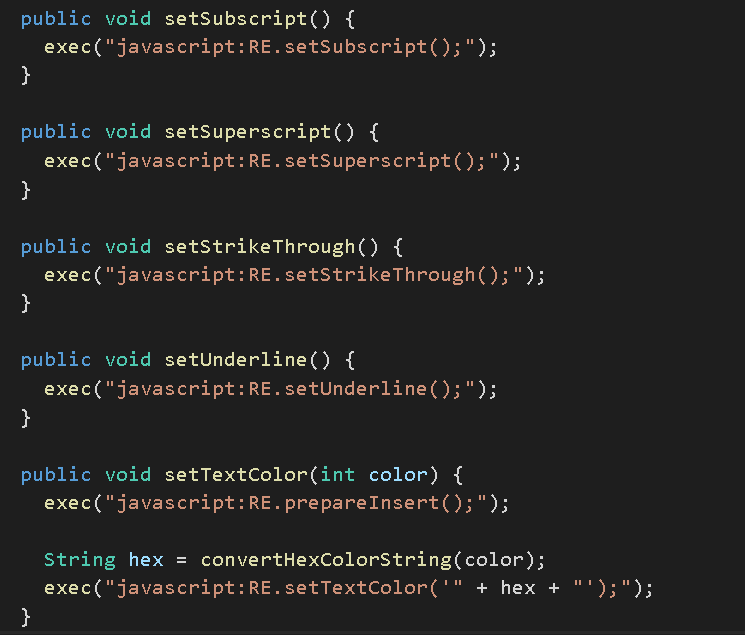 public void setSubscript() {
  exec("javascript:RE.setSubscript();");
}

public void setSuperscript() {
  exec("javascript:RE.setSuperscript();");
}

public void setStrikeThrough() {
  exec("javascript:RE.setStrikeThrough();");
}

public void setUnderline() {
  exec("javascript:RE.setUnderline();");
}

public void setTextColor(int color) {
  exec("javascript:RE.prepareInsert();");

  String hex = convertHexColorString(color);
  exec("javascript:RE.setTextColor('" + hex + "');");
}